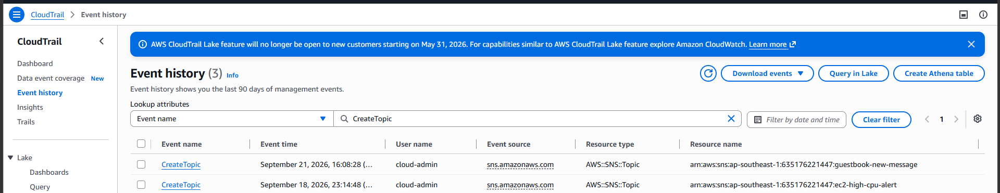 CloudTrail > Event history
CloudTrail
Dashboard
Data event coverage New
Event history
Insights
Trails
Lake
Dashboards
Query
AWS CloudTrail Lake feature will no longer be open to new customers starting on May 31, 2026. For capabilities similar to AWS CloudTrail Lake feature explore Amazon CloudWatch. Learn more
Event history (3) Info
Download events
Query in Lake
Create Athena table
Event history shows you the last 90 days of management events.
Lookup attributes
Event name
CreateTopic
Filter by date and time
Clear filter
1
Event name Event time User name Event source Resource type Resource name
CreateTopic September 21, 2026, 16:08:28 (... cloud-admin sns.amazonaws.com AWS::SNS::Topic arn:aws:sns:ap-southeast-1:635176221447:guestbook-new-message
CreateTopic September 18, 2026, 23:14:48 (... cloud-admin sns.amazonaws.com AWS::SNS::Topic arn:aws:sns:ap-southeast-1:635176221447:ec2-high-cpu-alert